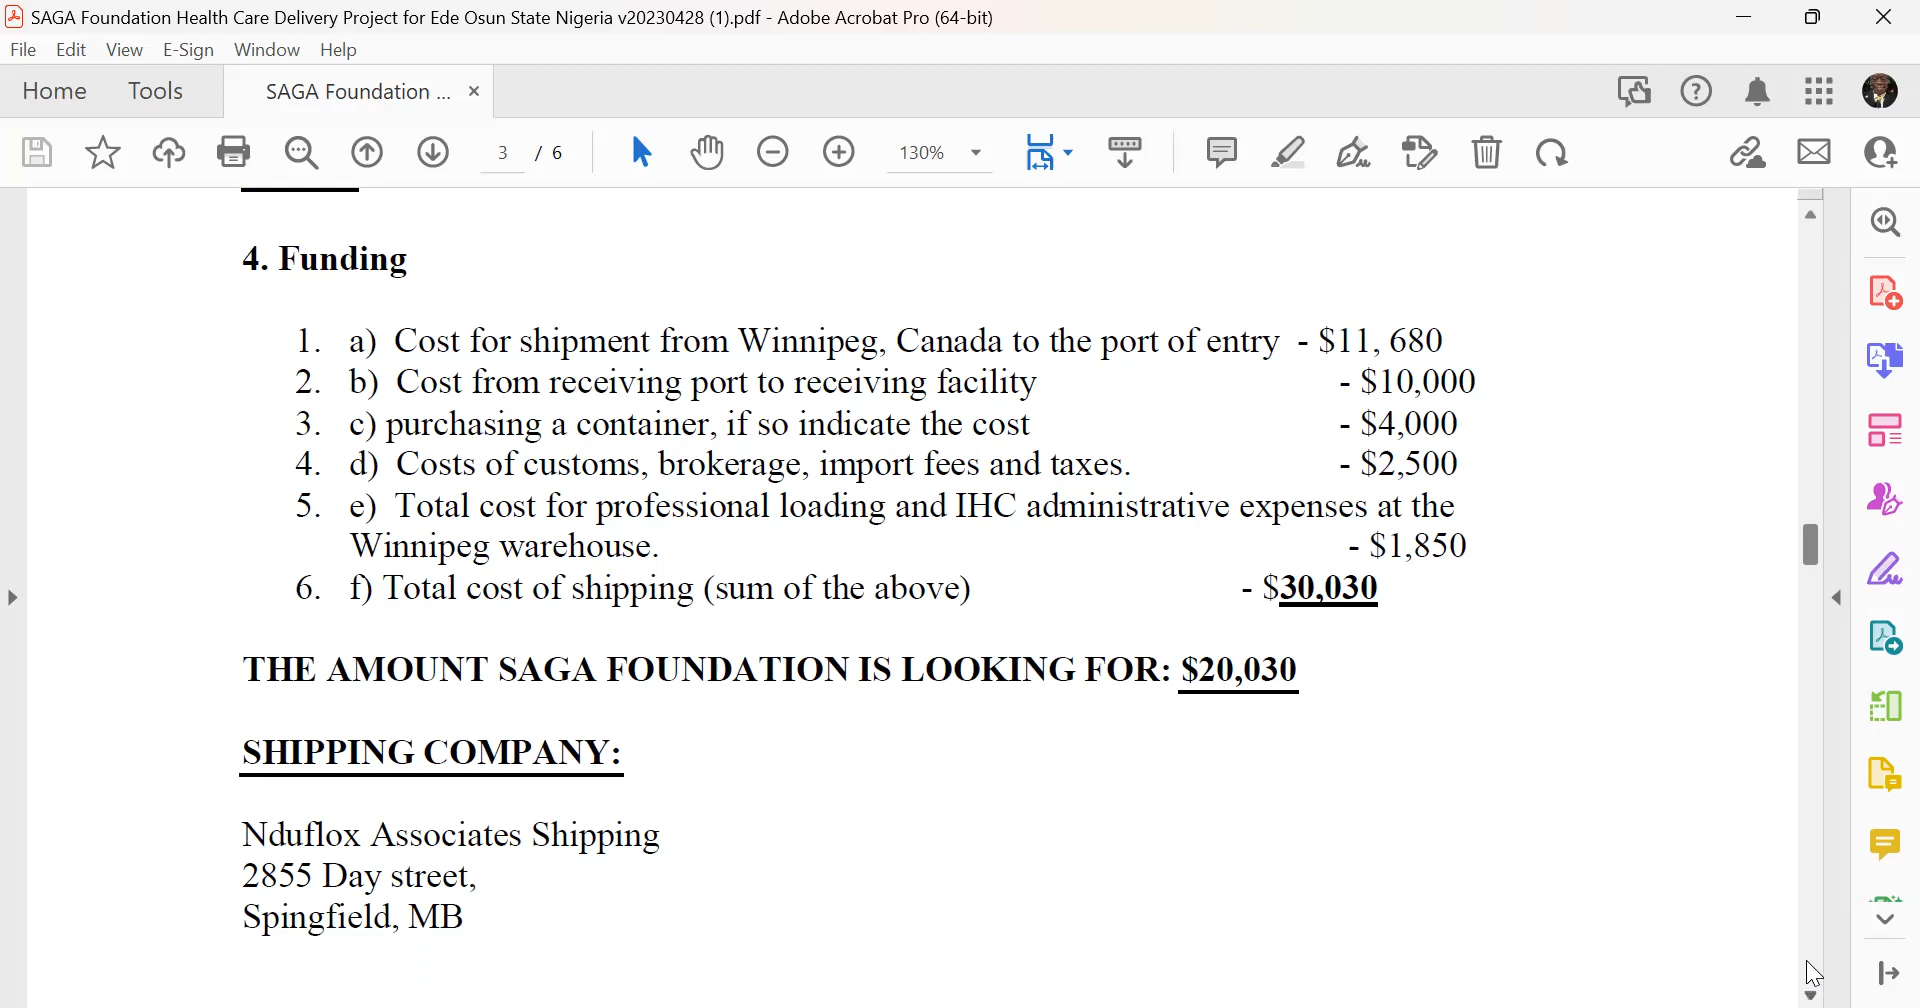 SAGA Foundation Health Care Delivery Project for Ede Osun State Nigeria v20230428 (1).pdf - Adobe Acrobat Pro (64-bit)
File Edit View E-Sign Window Help
Home Tools SAGA Foundation ... ×
3 / 6 130%
4. Funding
1. a) Cost for shipment from Winnipeg, Canada to the port of entry - $11, 680
2. b) Cost from receiving port to receiving facility - $10,000
3. c) purchasing a container, if so indicate the cost - $4,000
4. d) Costs of customs, brokerage, import fees and taxes. - $2,500
5. e) Total cost for professional loading and IHC administrative expenses at the
Winnipeg warehouse. - $1,850
6. f) Total cost of shipping (sum of the above) - $30,030
THE AMOUNT SAGA FOUNDATION IS LOOKING FOR: $20,030
SHIPPING COMPANY:
Nduflox Associates Shipping
2855 Day street,
Spingfield, MB